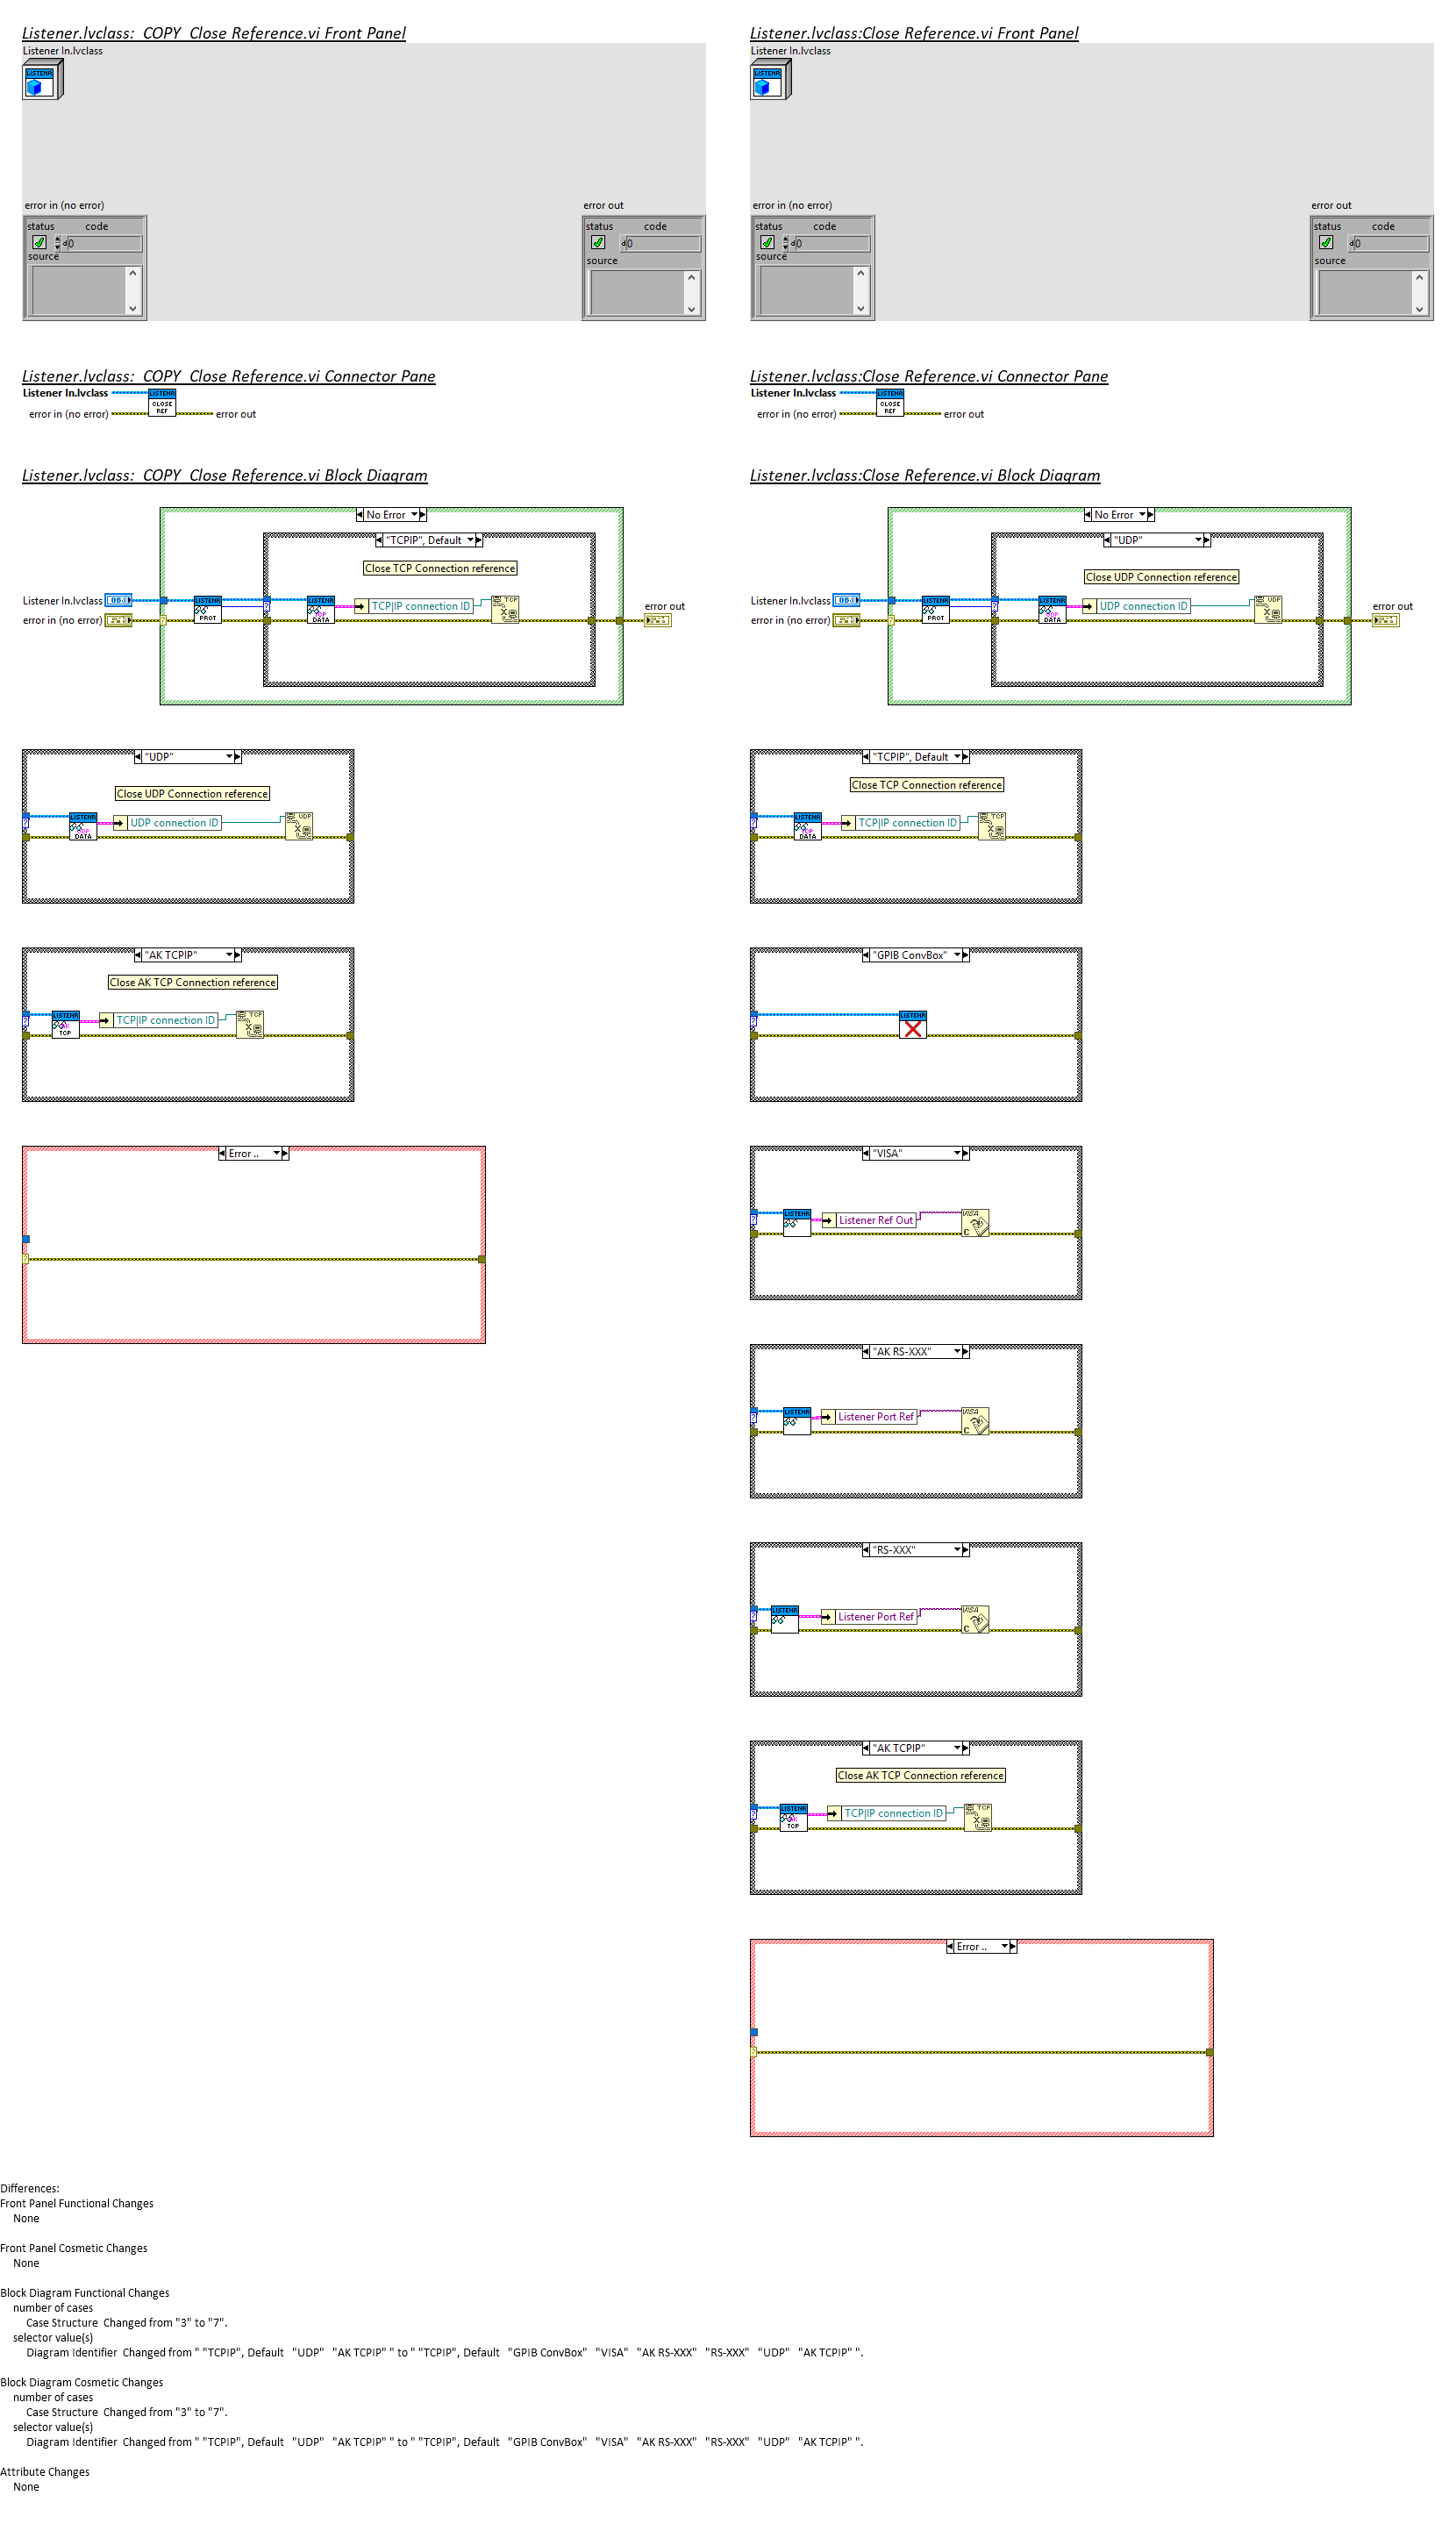 Listener.lvclass:  COPY  Close Reference.vi Front Panel
Listener In.lvclass
LISTENR
error in (no error)
error out
status code
0
source
status code
0
source
Listener.lvclass:  COPY  Close Reference.vi Connector Pane
Listener In.lvclass
LISTENR
CLOSE
REF
error in (no error)
error out
Listener.lvclass:  COPY  Close Reference.vi Block Diagram
No Error
"TCPIP", Default
Close TCP Connection reference
Listener In.lvclass
OBJ
LISTENR
PROT
LISTENR
TCP
DATA
TCP|IP connection ID
TCP
error in (no error)
error out
"UDP"
Close UDP Connection reference
LISTENR
UDP
DATA
UDP connection ID
UDP
"AK TCPIP"
Close AK TCP Connection reference
LISTENR
AK
TCP
TCP|IP connection ID
TCP
Error ..
Listener.lvclass:Close Reference.vi Front Panel
Listener In.lvclass
LISTENR
error in (no error)
error out
status code
0
source
status code
0
source
Listener.lvclass:Close Reference.vi Connector Pane
Listener In.lvclass
LISTENR
CLOSE
REF
error in (no error)
error out
Listener.lvclass:Close Reference.vi Block Diagram
No Error
"UDP"
Close UDP Connection reference
Listener In.lvclass
OBJ
LISTENR
PROT
LISTENR
UDP
DATA
UDP connection ID
UDP
error in (no error)
error out
"TCPIP", Default
Close TCP Connection reference
LISTENR
TCP
DATA
TCP|IP connection ID
TCP
"GPIB ConvBox"
LISTENR
"VISA"
LISTENR
Listener Ref Out
VISA
C
"AK RS-XXX"
LISTENR
Listener Port Ref
VISA
C
"RS-XXX"
LISTENR
Listener Port Ref
VISA
C
"AK TCPIP"
Close AK TCP Connection reference
LISTENR
AK
TCP
TCP|IP connection ID
TCP
Error ..
Differences:
Front Panel Functional Changes
None
Front Panel Cosmetic Changes
None
Block Diagram Functional Changes
number of cases
Case Structure  Changed from "3" to "7".
selector value(s)
Diagram Identifier  Changed from " "TCPIP", Default   "UDP"   "AK TCPIP" " to " "TCPIP", Default   "GPIB ConvBox"   "VISA"   "AK RS-XXX"   "RS-XXX"   "UDP"   "AK TCPIP" ".
Block Diagram Cosmetic Changes
number of cases
Case Structure  Changed from "3" to "7".
selector value(s)
Diagram Identifier  Changed from " "TCPIP", Default   "UDP"   "AK TCPIP" " to " "TCPIP", Default   "GPIB ConvBox"   "VISA"   "AK RS-XXX"   "RS-XXX"   "UDP"   "AK TCPIP" ".
Attribute Changes
None